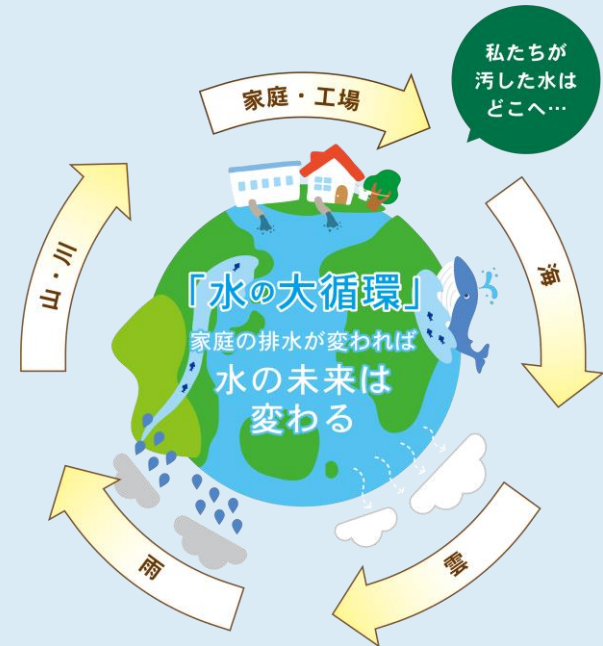 私たちが
汚した水は
どこへ…
家庭・工場
海
雲
雨
山・川
「水の大循環」
家庭の排水が変われば
水の未来は
変わる